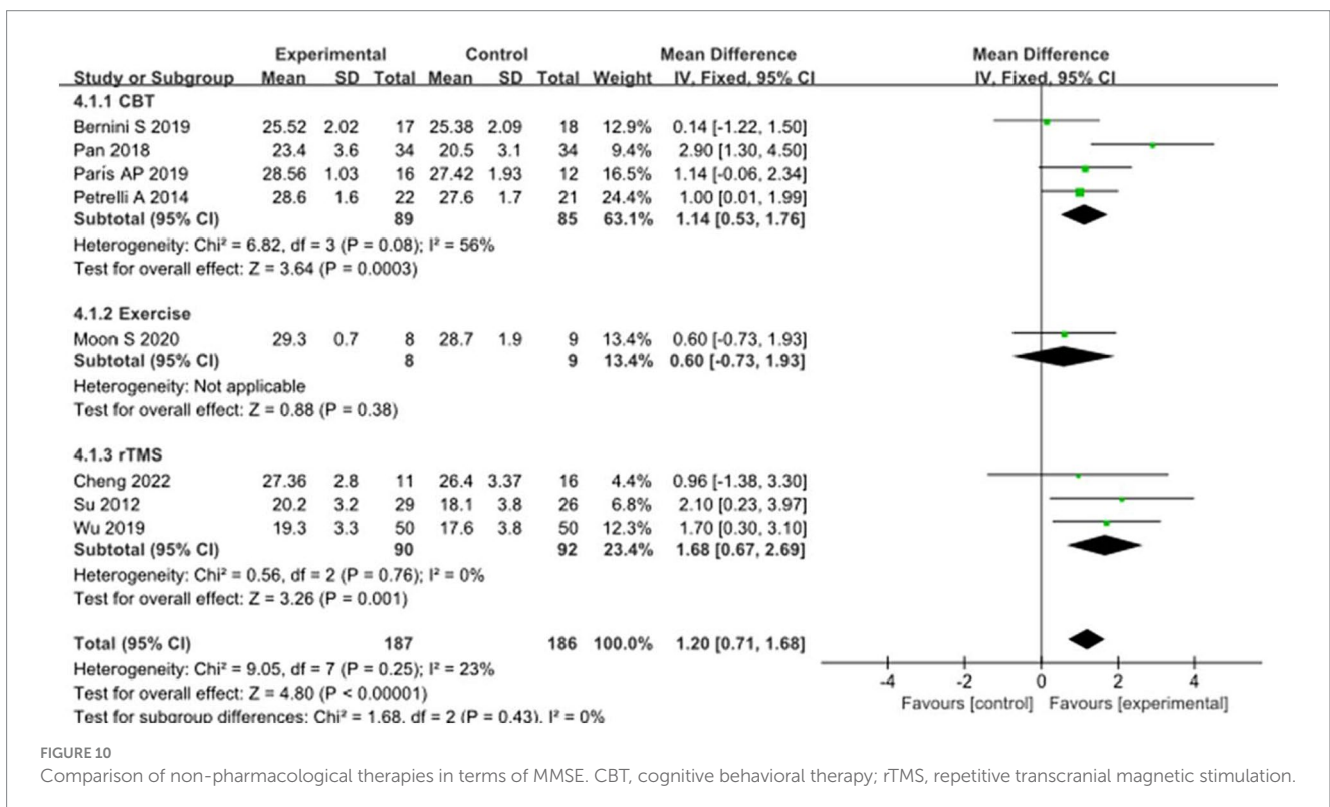 Experimental Control Mean Difference Mean Difference
Study or Subgroup Mean SD Total Mean SD Total Weight IV, Fixed, 95% CI IV, Fixed, 95% CI
4.1.1 CBT
Bernini S 2019 25.52 2.02 17 25.38 2.09 18 12.9% 0.14 [-1.22, 1.50]
Pan 2018 23.4 3.6 34 20.5 3.1 34 9.4% 2.90 [1.30, 4.50]
París AP 2019 28.56 1.03 16 27.42 1.93 12 16.5% 1.14 [-0.06, 2.34]
Petrelli A 2014 28.6 1.6 22 27.6 1.7 21 24.4% 1.00 [0.01, 1.99]
Subtotal (95% CI) 89 85 63.1% 1.14 [0.53, 1.76]
Heterogeneity: Chi² = 6.82, df = 3 (P = 0.08); I² = 56%
Test for overall effect: Z = 3.64 (P = 0.0003)
4.1.2 Exercise
Moon S 2020 29.3 0.7 8 28.7 1.9 9 13.4% 0.60 [-0.73, 1.93]
Subtotal (95% CI) 8 9 13.4% 0.60 [-0.73, 1.93]
Heterogeneity: Not applicable
Test for overall effect: Z = 0.88 (P = 0.38)
4.1.3 rTMS
Cheng 2022 27.36 2.8 11 26.4 3.37 16 4.4% 0.96 [-1.38, 3.30]
Su 2012 20.2 3.2 29 18.1 3.8 26 6.8% 2.10 [0.23, 3.97]
Wu 2019 19.3 3.3 50 17.6 3.8 50 12.3% 1.70 [0.30, 3.10]
Subtotal (95% CI) 90 92 23.4% 1.68 [0.67, 2.69]
Heterogeneity: Chi² = 0.56, df = 2 (P = 0.76); I² = 0%
Test for overall effect: Z = 3.26 (P = 0.001)
Total (95% CI) 187 186 100.0% 1.20 [0.71, 1.68]
Heterogeneity: Chi² = 9.05, df = 7 (P = 0.25); I² = 23%
Test for overall effect: Z = 4.80 (P < 0.00001)
Test for subgroup differences: Chi² = 1.68, df = 2 (P = 0.43), I² = 0%
-4 -2 0 2 4
Favours [control] Favours [experimental]
FIGURE 10
Comparison of non-pharmacological therapies in terms of MMSE. CBT, cognitive behavioral therapy; rTMS, repetitive transcranial magnetic stimulation.